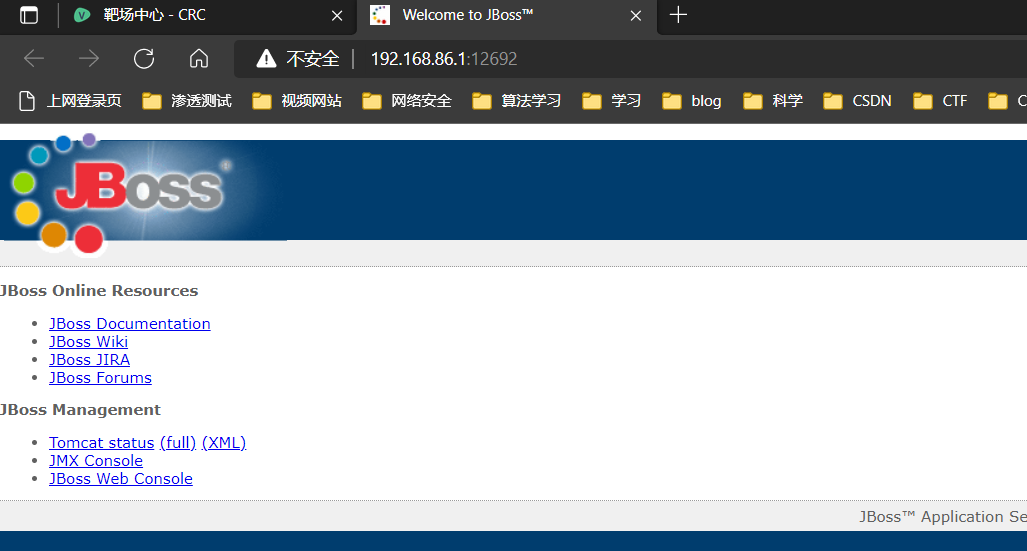 靶场中心 - CRC
Welcome to JBoss™
不安全 192.168.86.1:12692
上网登录页 渗透测试 视频网站 网络安全 算法学习 学习 blog 科学 CSDN CTF C
JBoss®
JBoss Online Resources
JBoss Documentation
JBoss Wiki
JBoss JIRA
JBoss Forums
JBoss Management
Tomcat status (full) (XML)
JMX Console
JBoss Web Console
JBoss™ Application Se